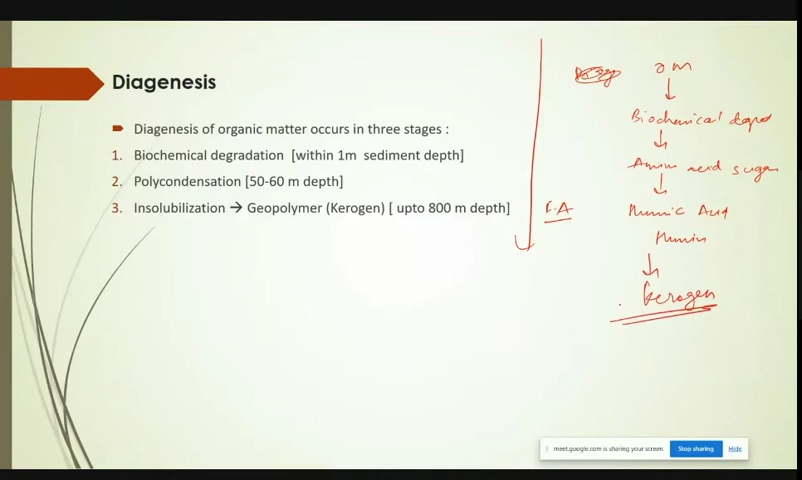 Diagenesis
Diagenesis of organic matter occurs in three stages :
1. Biochemical degradation [within 1m sediment depth]
2. Polycondensation [50-60 m depth]
3. Insolubilization → Geopolymer (Kerogen) [ upto 800 m depth]
O M
Biochemical degrad
Amino acid sugar
F.A Humic Acid
Humin
Kerogen
meet.google.com is sharing your screen. Stop sharing Hide